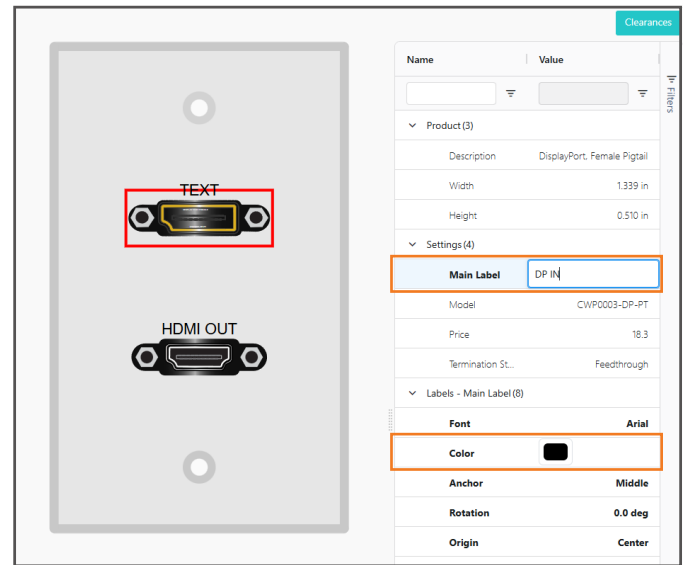 Clearances
Name Value
Filters
Product (3)
Description DisplayPort, Female Pigtail
Width 1.339 in
Height 0.510 in
Settings (4)
Main Label DP IN
Model CWP0003-DP-PT
Price 18.3
Termination St... Feedthrough
Labels - Main Label (8)
Font Arial
Color
Anchor Middle
Rotation 0.0 deg
Origin Center
TEXT
HDMI OUT